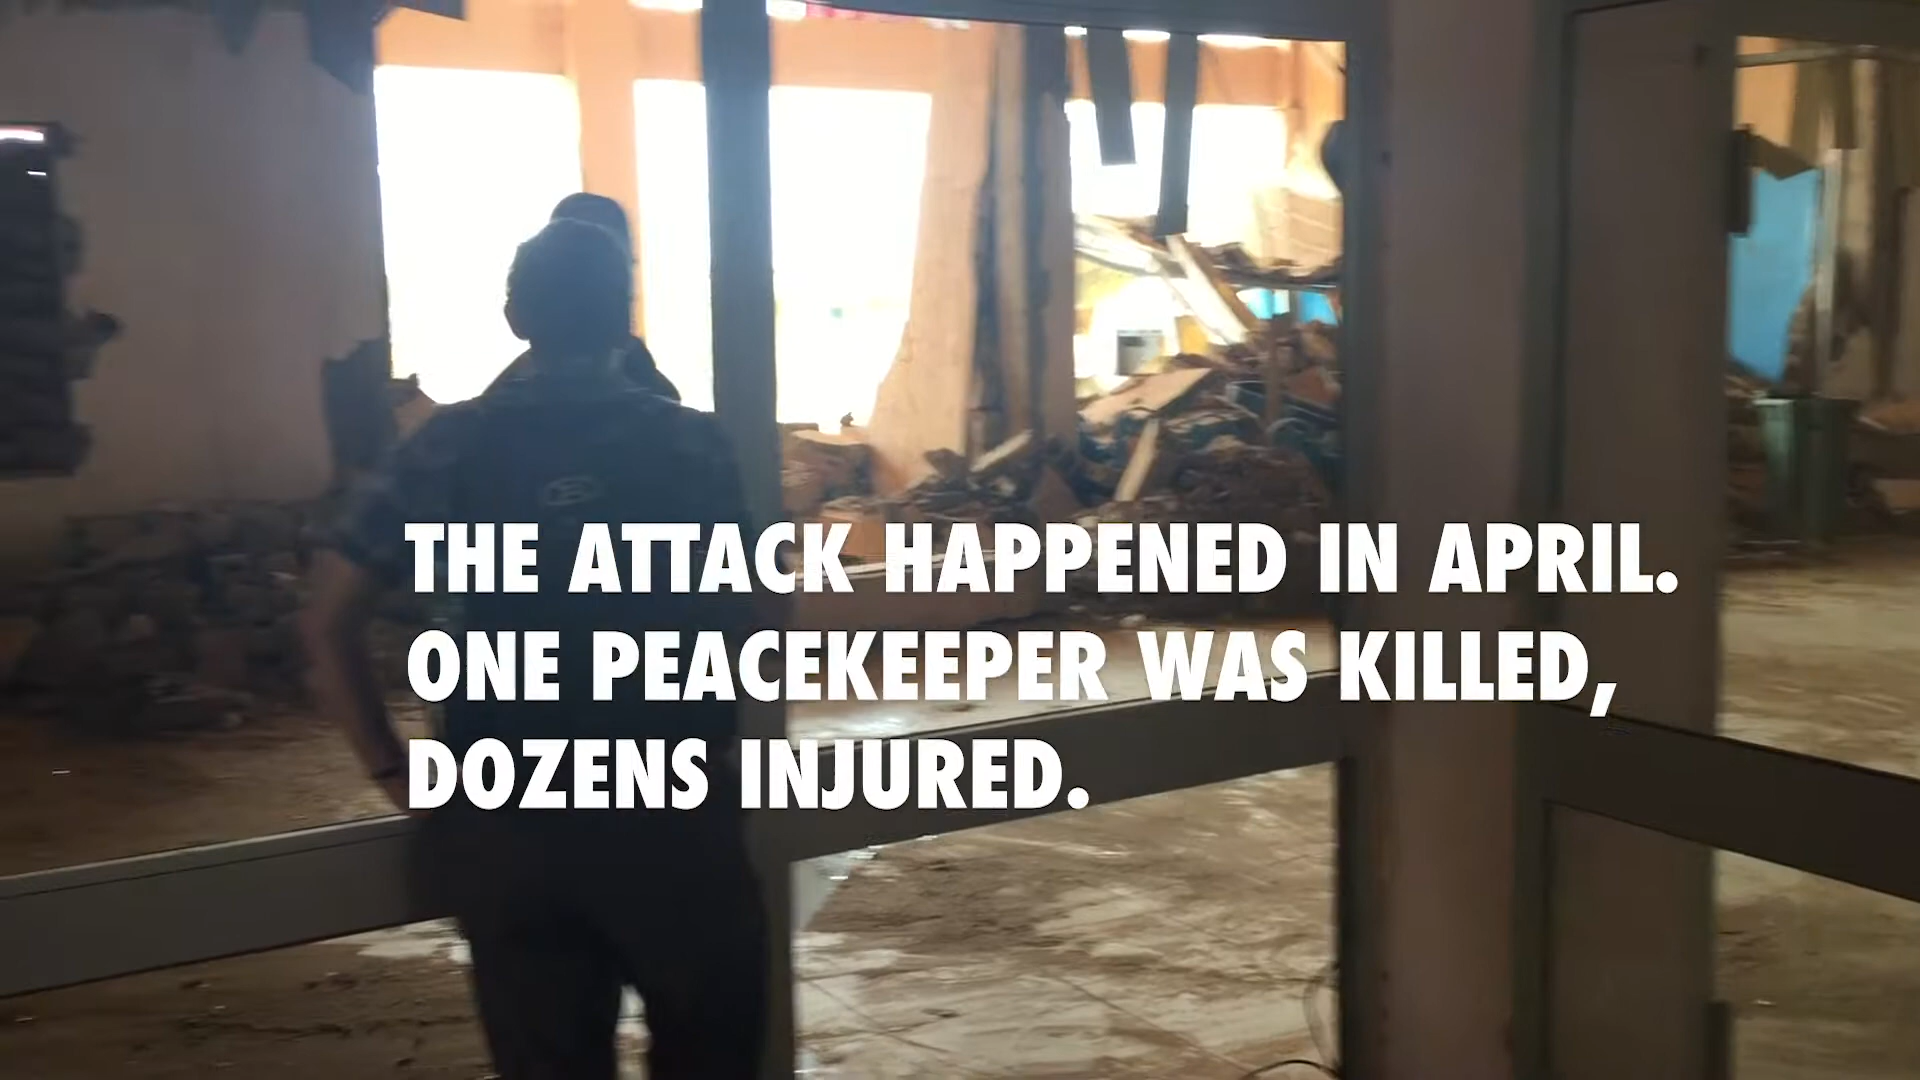 THE ATTACK HAPPENED IN APRIL.
ONE PEACEKEEPER WAS KILLED,
DOZENS INJURED.